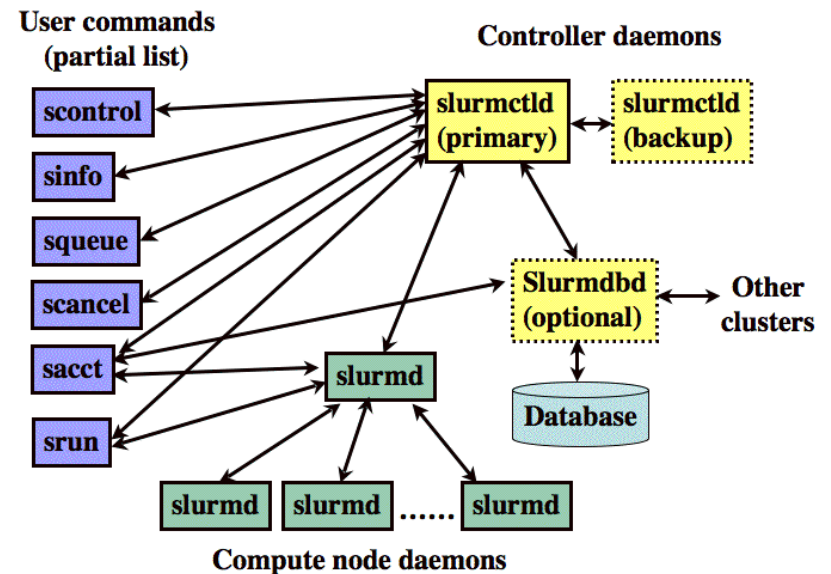 User commands
(partial list)
Controller daemons
scontrol
sinfo
squeue
scancel
sacct
srun
slurmctld
(primary)
slurmctld
(backup)
Slurmdbd
(optional)
Other
clusters
Database
slurmd
slurmd
slurmd
......
slurmd
Compute node daemons